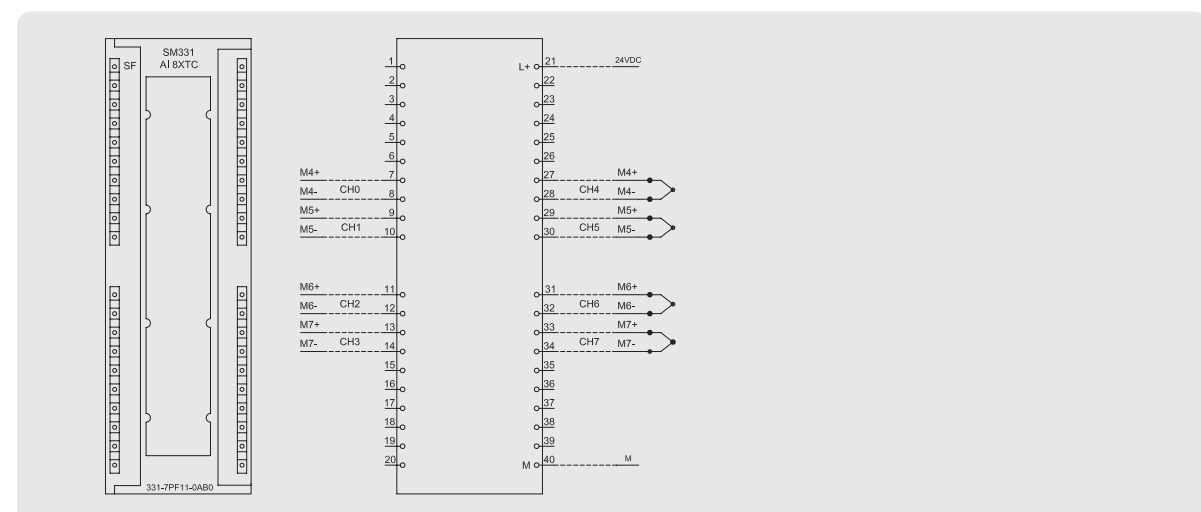 SM331
SF AI 8XTC
331-7PF11-0AB0
1 L+ 21 24VDC
2 22
3 23
4 24
5 25
6 26
M4+ 7 27 M4+
CH0 CH4
M4- 8 28 M4-
M5+ 9 29 M5+
CH1 CH5
M5- 10 30 M5-
M6+ 11 31 M6+
CH2 CH6
M6- 12 32 M6-
M7+ 13 33 M7+
CH3 CH7
M7- 14 34 M7-
15 35
16 36
17 37
18 38
19 39
20 M 40 M